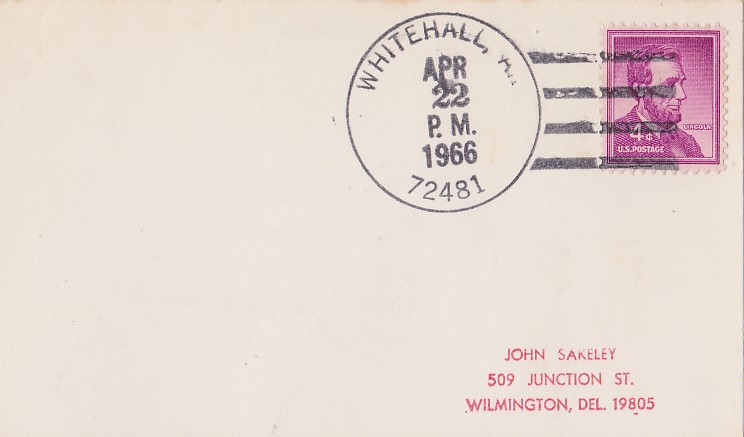 WHITEHALL,
APR
22
P. M.
1966
72481
LINCOLN
4¢
U.S. POSTAGE
JOHN SAKELEY
509 JUNCTION ST.
WILMINGTON, DEL. 19805